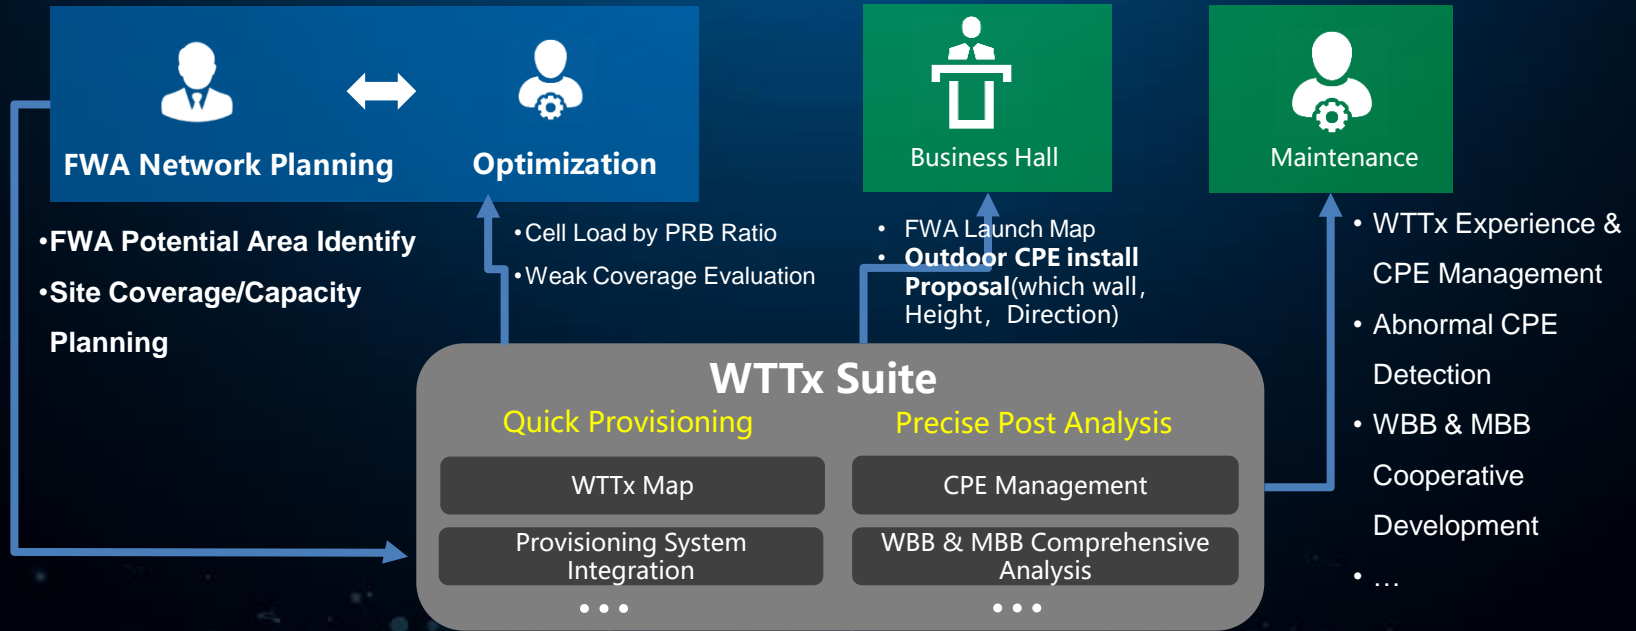 FWA Network Planning
Optimization
Business Hall
Maintenance
•FWA Potential Area Identify
•Site Coverage/Capacity
Planning
•Cell Load by PRB Ratio
•Weak Coverage Evaluation
• FWA Launch Map
• Outdoor CPE install
Proposal(which wall,
Height, Direction)
• WTTx Experience &
CPE Management
• Abnormal CPE
Detection
• WBB & MBB
Cooperative
Development
• …
WTTx Suite
Quick Provisioning
WTTx Map
Provisioning System
Integration
•••
Precise Post Analysis
CPE Management
WBB & MBB Comprehensive
Analysis
•••